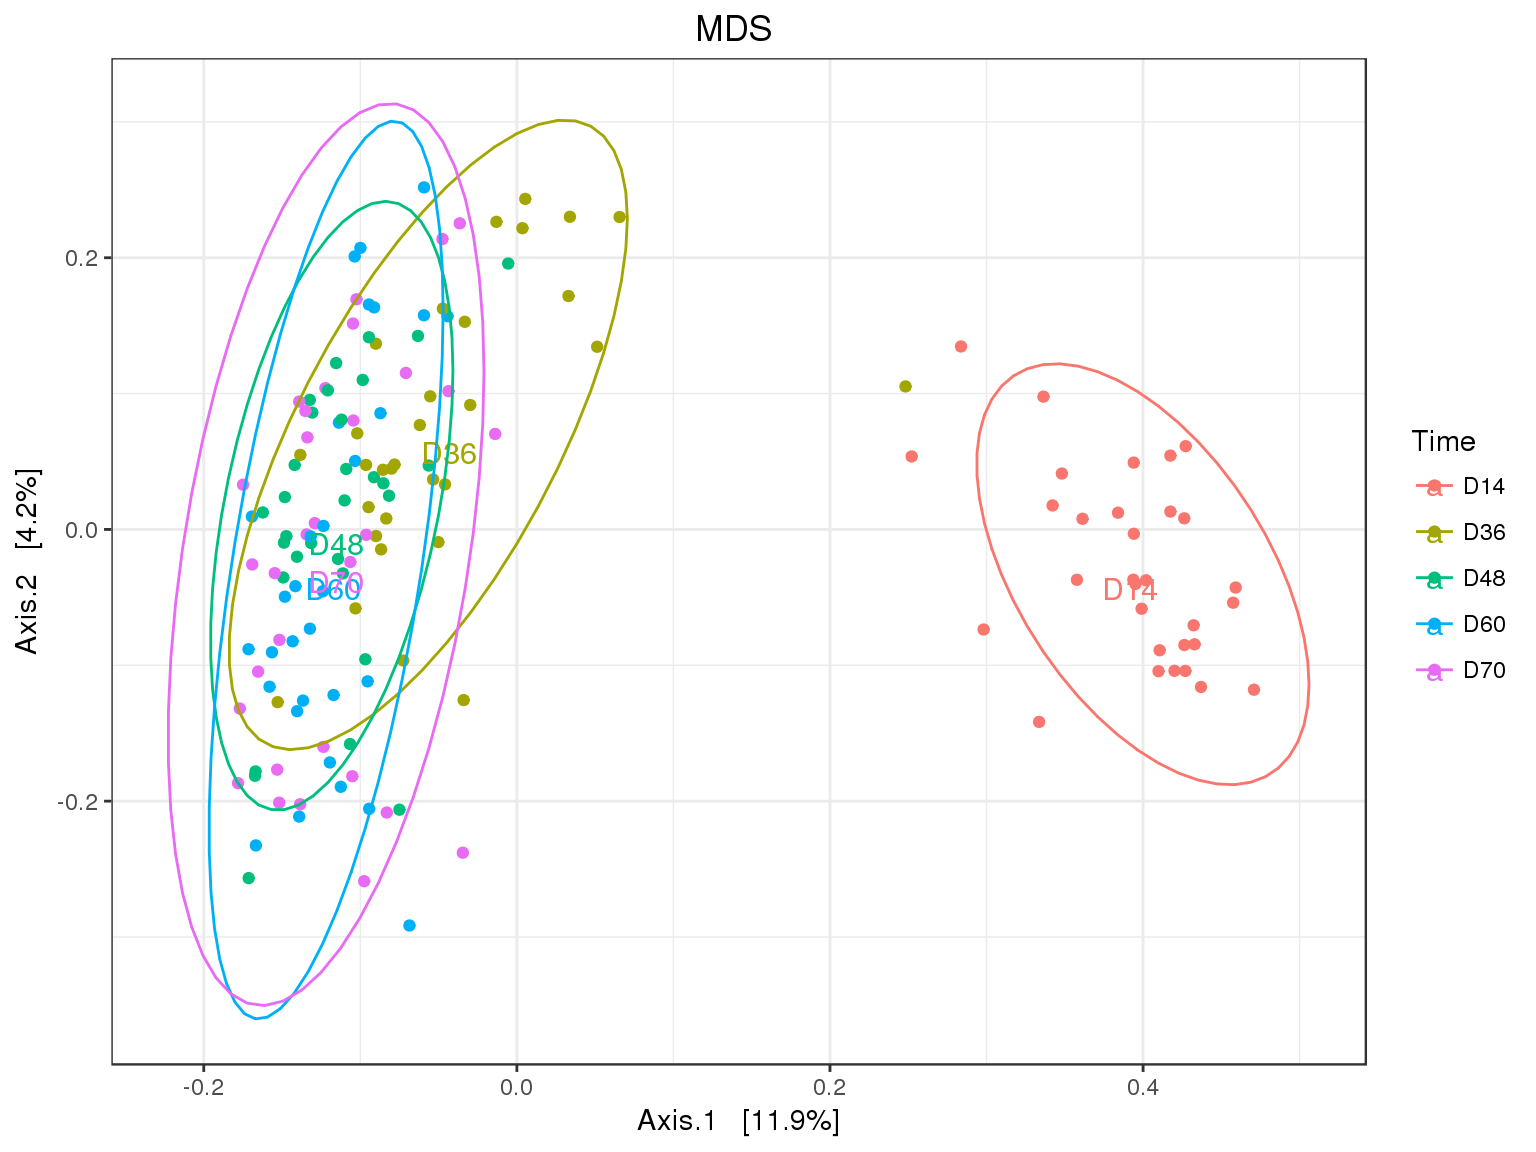 MDS
Axis.2 [4.2%]
0.2
0.0
-0.2
D36
D48
D70
D60
D14
-0.2 0.0 0.2 0.4
Axis.1 [11.9%]
Time
a D14
a D36
a D48
a D60
a D70